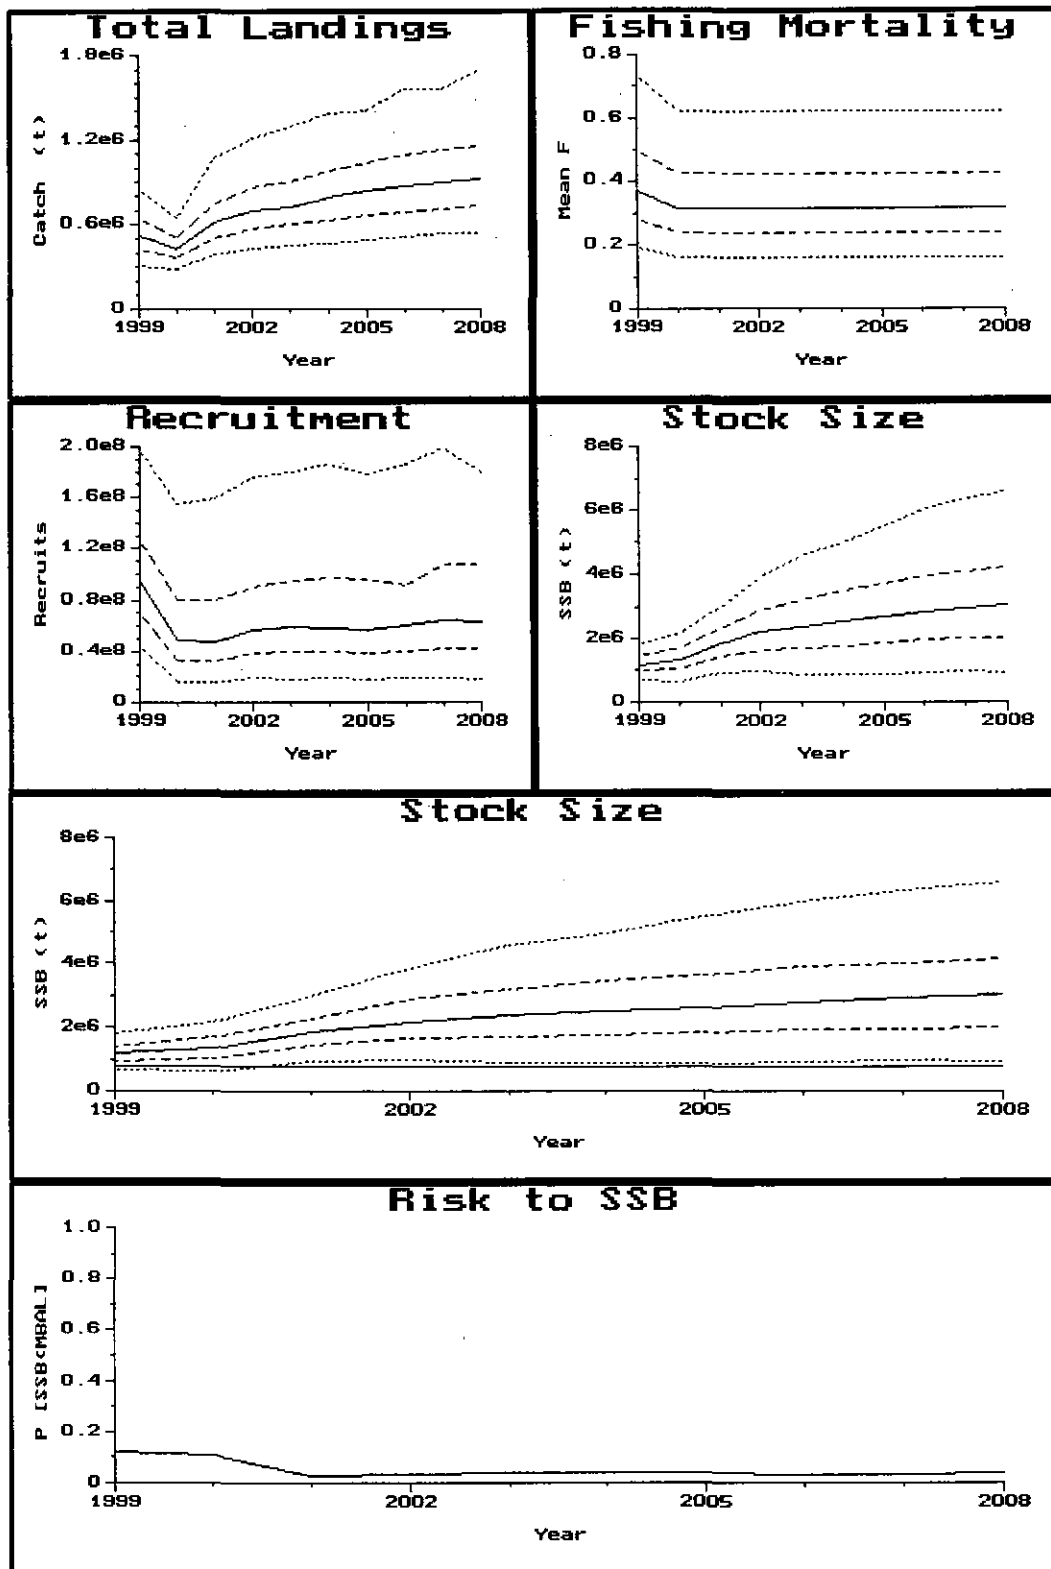 Total Landings
1.8e6
1.2e6
0.6e6
0
Catch (t)
1999 2002 2005 2008
Year
Fishing Mortality
0.8
0.6
0.4
0.2
0
Mean F
1999 2002 2005 2008
Year
Recruitment
2.0e8
1.6e8
1.2e8
0.8e8
0.4e8
0
Recruits
1999 2002 2005 2008
Year
Stock Size
8e6
6e6
4e6
2e6
0
SSB (t)
1999 2002 2005 2008
Year
Stock Size
8e6
6e6
4e6
2e6
0
SSB (t)
1999 2002 2005 2008
Year
Risk to SSB
1.0
0.8
0.6
0.4
0.2
0
P [SSB<MBAL]
1999 2002 2005 2008
Year